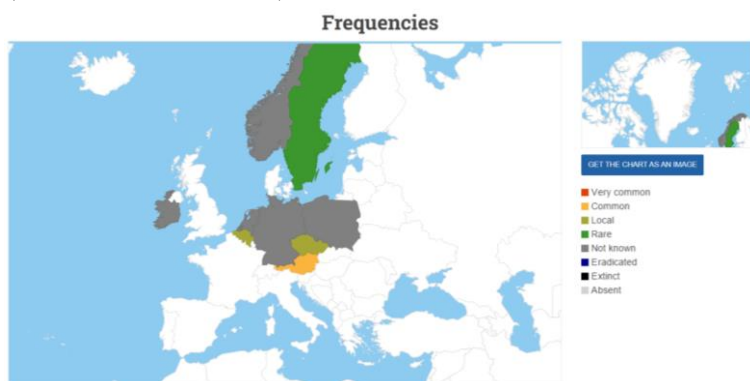 Frequencies
GET THE CHART AS AN IMAGE
Very common
Common
Local
Rare
Not known
Eradicated
Extinct
Absent